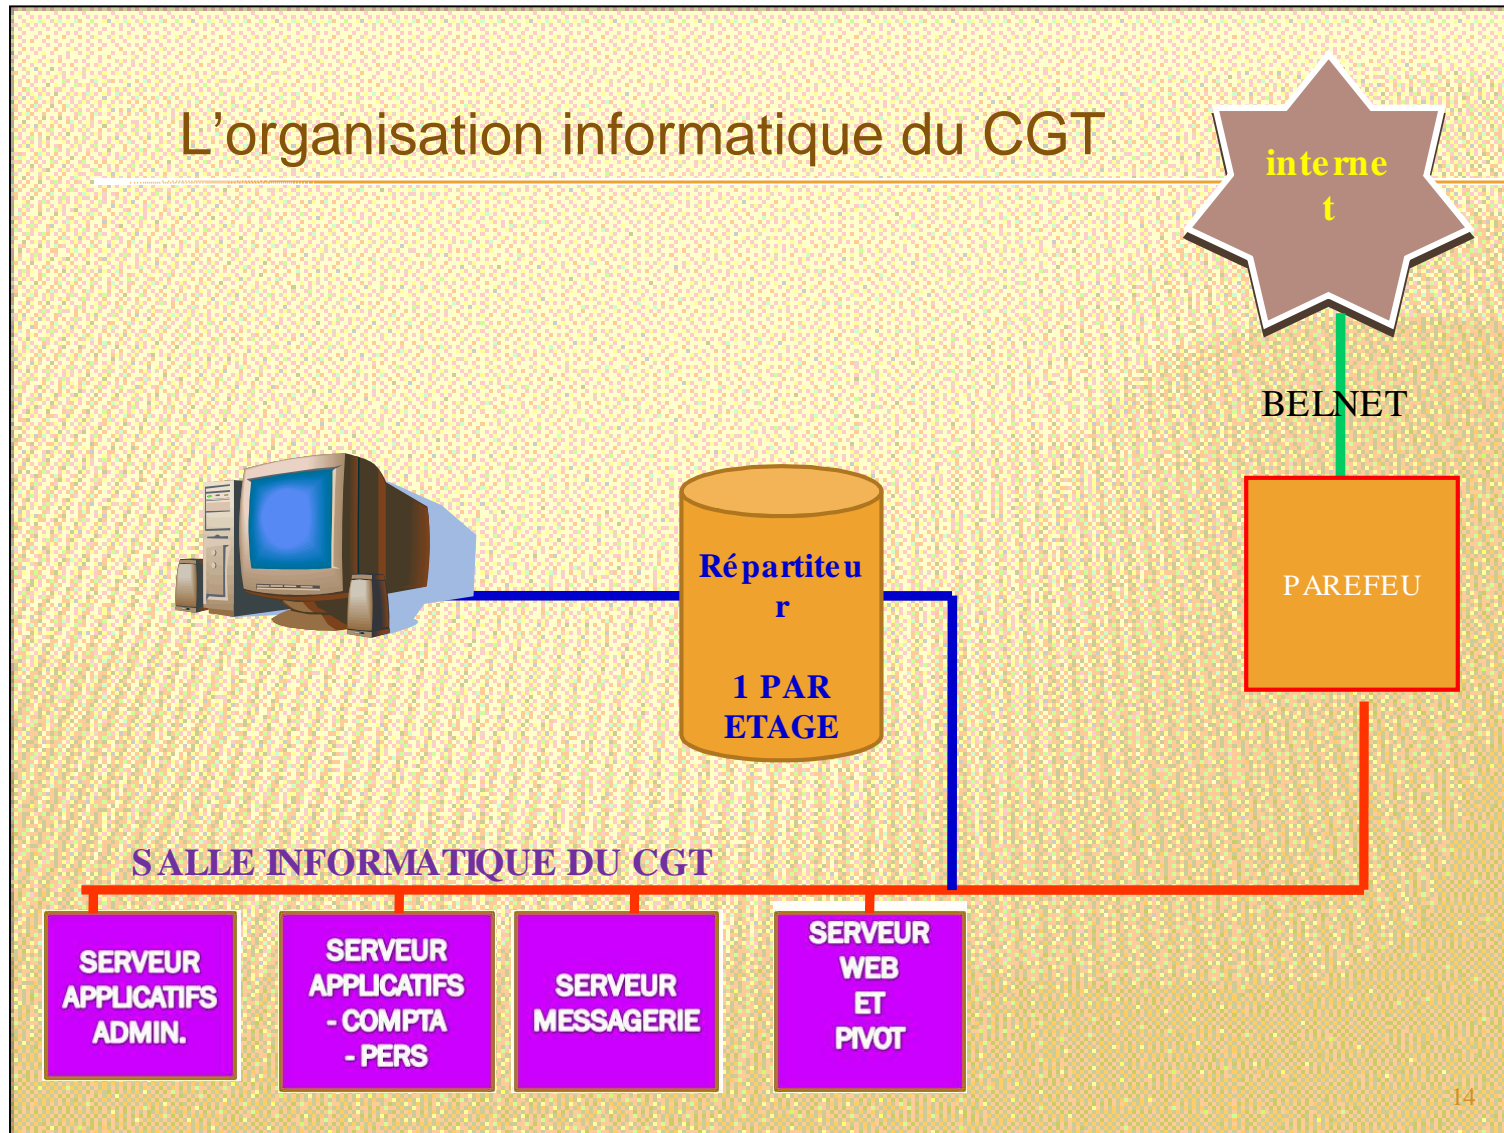 L'organisation informatique du CGT
interne
t
BELNET
PAREFEU
Répartiteu
r
1 PAR
ETAGE
SALLE INFORMATIQUE DU CGT
SERVEUR
APPLICATIFS
ADMIN.
SERVEUR
APPLICATIFS
- COMPTA
- PERS
SERVEUR
MESSAGERIE
SERVEUR
WEB
ET
PIVOT
14